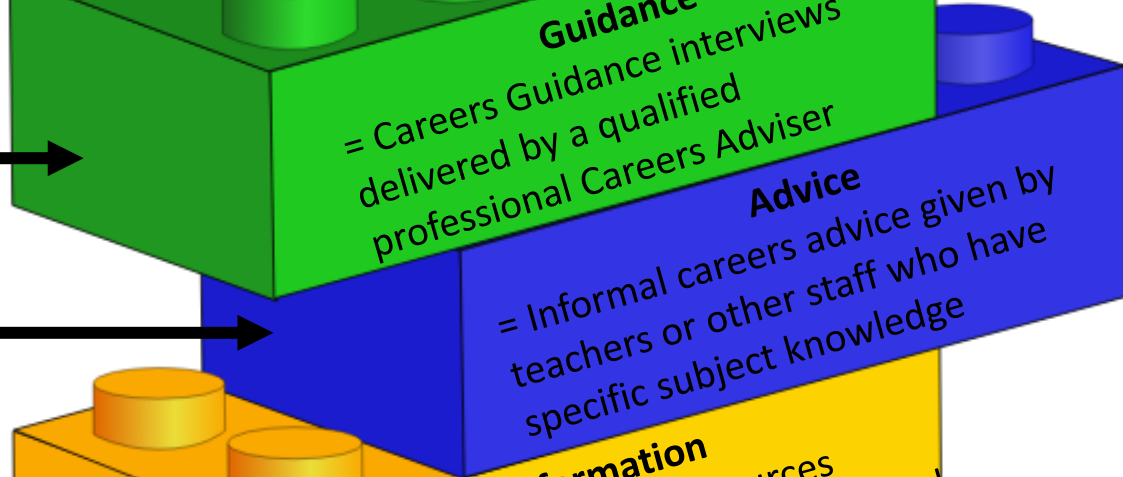 Guidance
= Careers Guidance interviews
delivered by a qualified
professional Careers Adviser
Advice
= Informal careers advice given by
teachers or other staff who have
specific subject knowledge